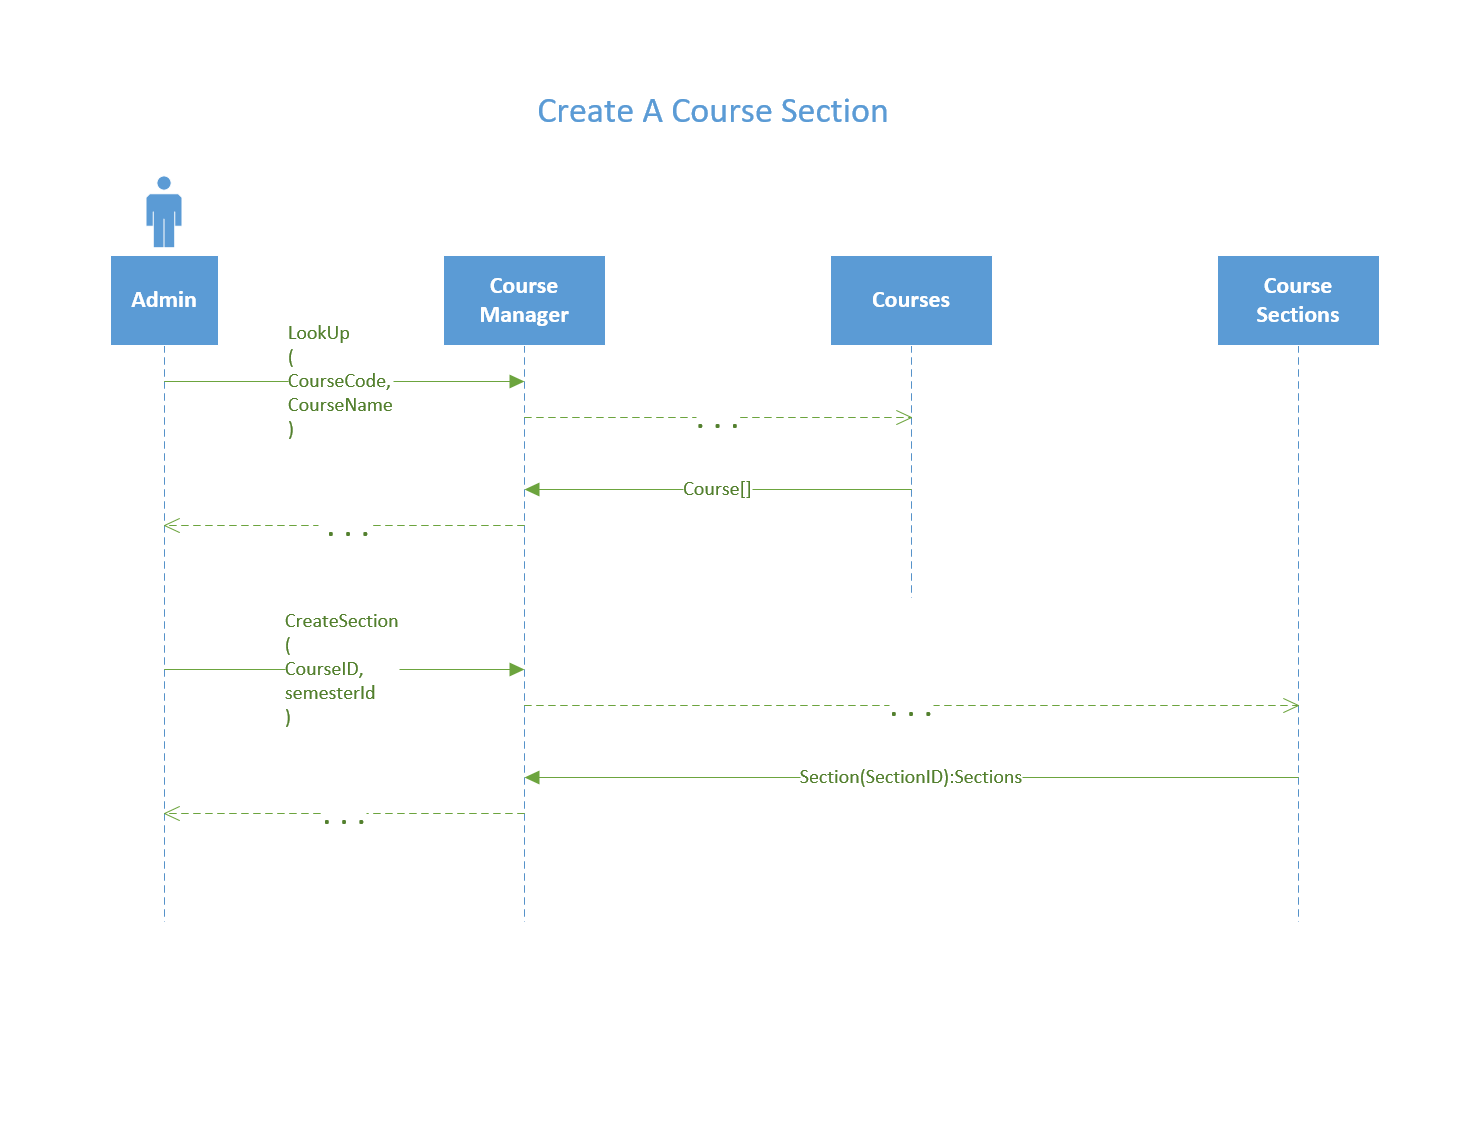 Create A Course Section
Admin
Course
Manager
Courses
Course
Sections
LookUp
(
CourseCode,
CourseName
)
. . .
Course[]
. . .
CreateSection
(
CourseID,
semesterId
)
. . .
Section(SectionID):Sections
. . .